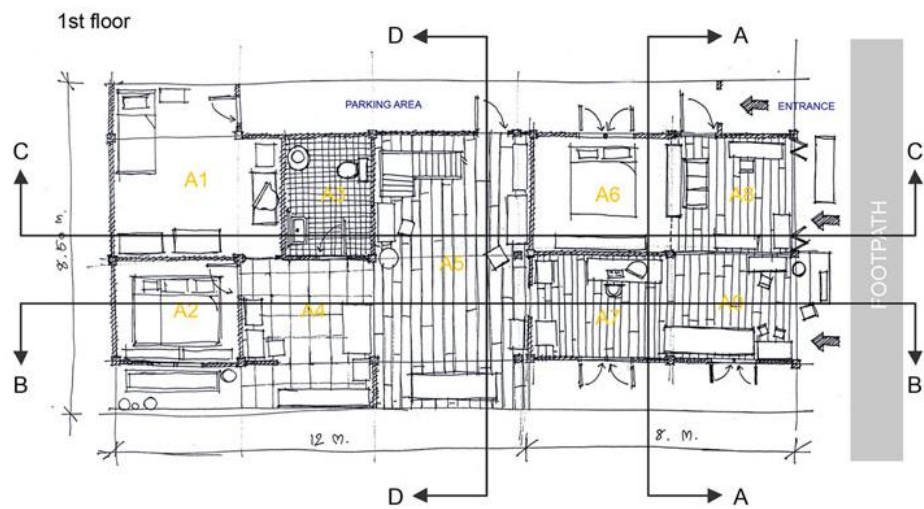 1st floor
D
A
PARKING AREA
ENTRANCE
C
C
A1
A3
A6
A8
8.50 m.
A5
FOOTPATH
A2
A4
A7
A9
B
B
12 m.
8. m.
D
A